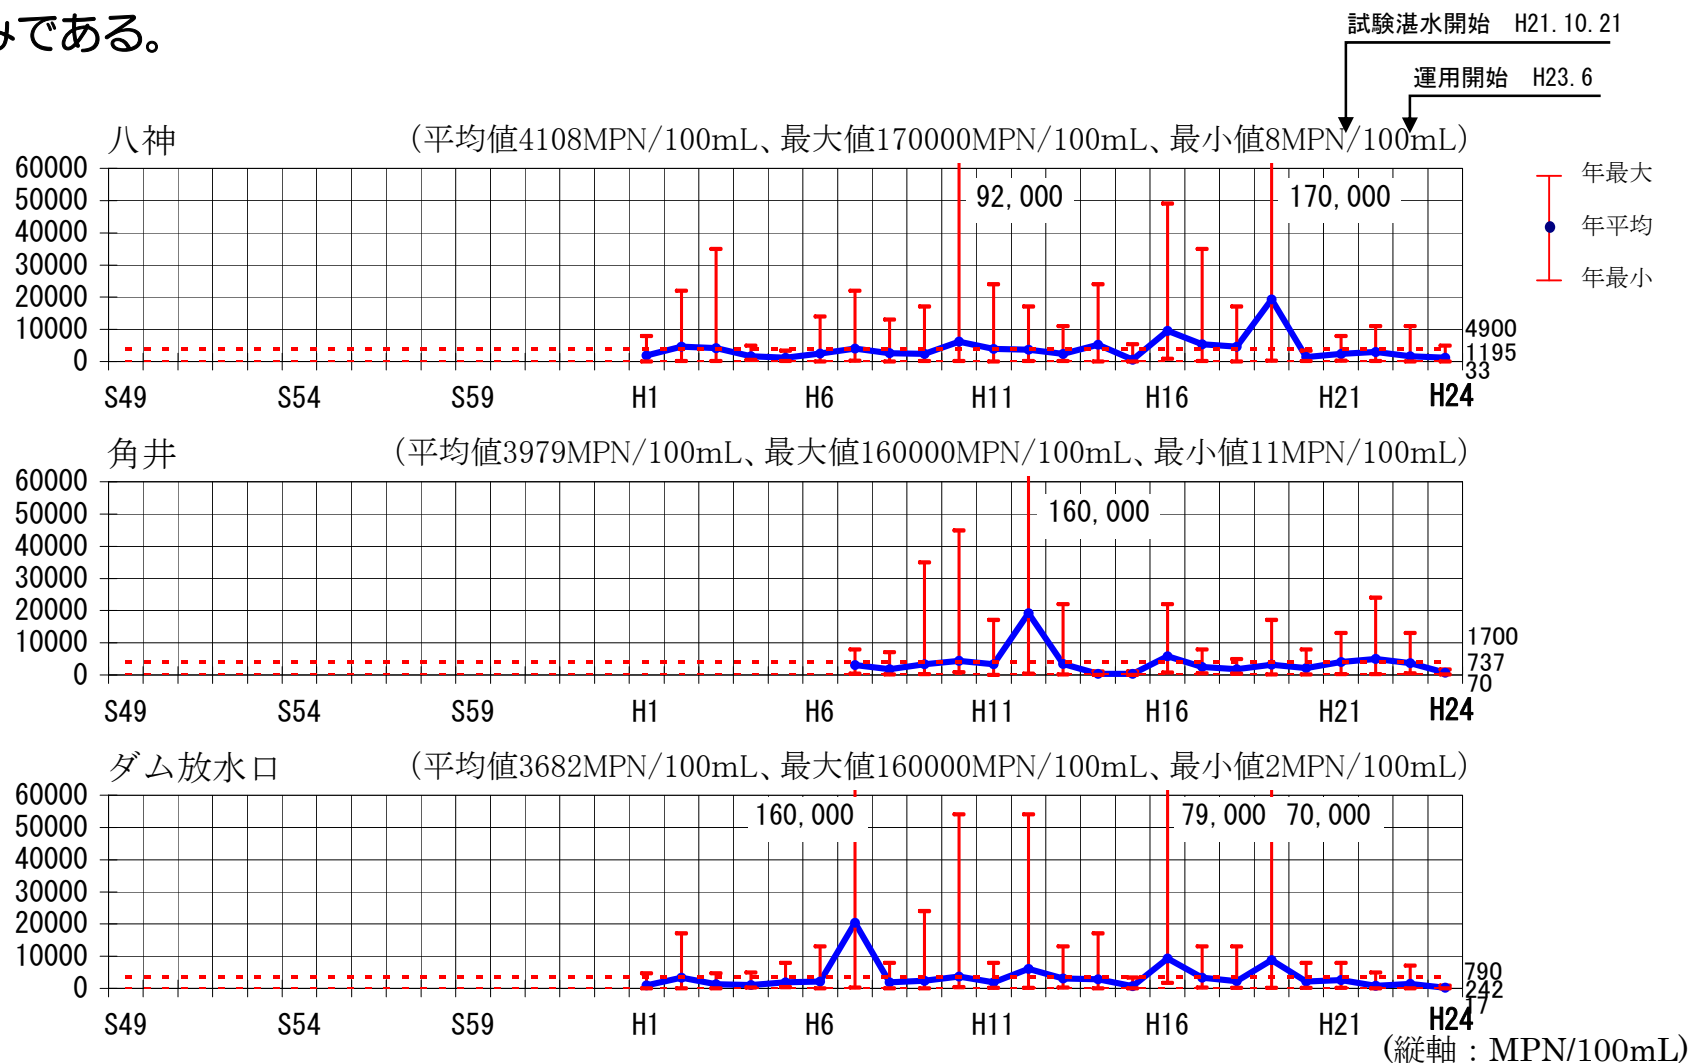 みである。
試験湛水開始　H21.10.21
運用開始　H23.6
八神　(平均値4108MPN/100mL、最大値170000MPN/100mL、最小値8MPN/100mL)
60000
50000
40000
30000
20000
10000
0
92,000
170,000
4900
1195
33
S49 S54 S59 H1 H6 H11 H16 H21 H24
年最大
年平均
年最小
角井　(平均値3979MPN/100mL、最大値160000MPN/100mL、最小値11MPN/100mL)
60000
50000
40000
30000
20000
10000
0
160,000
1700
737
70
S49 S54 S59 H1 H6 H11 H16 H21 H24
ダム放水口　(平均値3682MPN/100mL、最大値160000MPN/100mL、最小値2MPN/100mL)
60000
50000
40000
30000
20000
10000
0
160,000
79,000 70,000
790
242
17
S49 S54 S59 H1 H6 H11 H16 H21 H24
(縦軸：MPN/100mL)